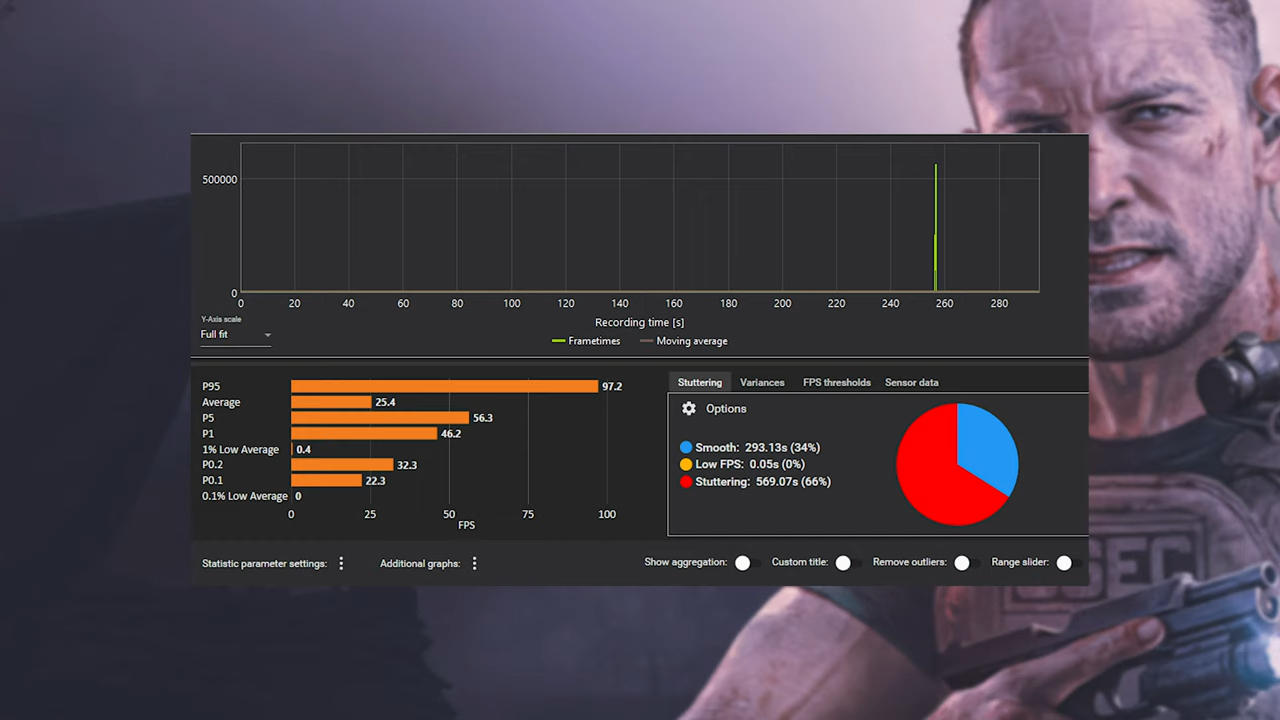 500000
0
0 20 40 60 80 100 120 140 160 180 200 220 240 260 280
Y-Axis scale
Full fit
Recording time [s]
Frametimes Moving average
P95 97.2
Average 25.4
P5 56.3
P1 46.2
1% Low Average 0.4
P0.2 32.3
P0.1 22.3
0.1% Low Average 0
0 25 50 75 100
FPS
Stuttering Variances FPS thresholds Sensor data
Options
Smooth: 293.13s (34%)
Low FPS: 0.05s (0%)
Stuttering: 569.07s (66%)
Statistic parameter settings: Additional graphs:
Show aggregation: Custom title: Remove outliers: Range slider:
SEC